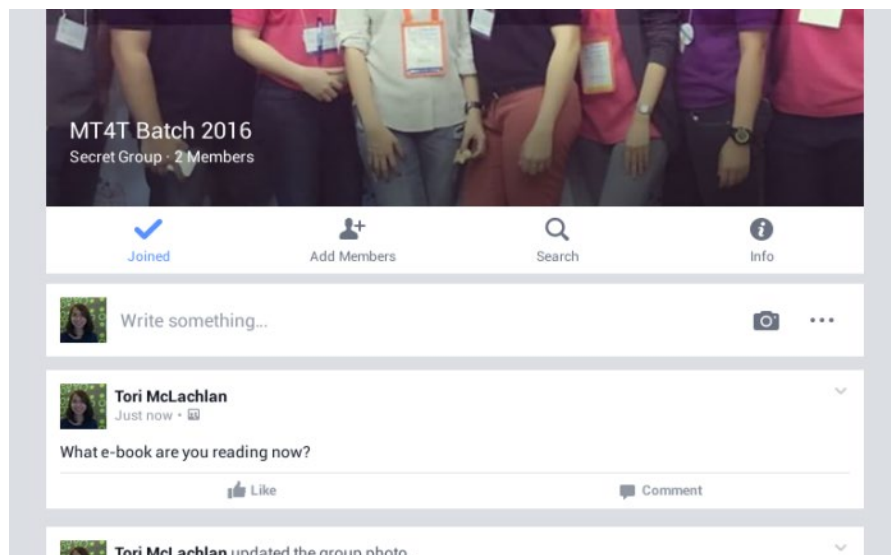 MT4T Batch 2016
Secret Group · 2 Members
Joined
Add Members
Search
Info
Write something...
Tori McLachlan
Just now ·
What e-book are you reading now?
Like
Comment
Tori McLachlan updated the group photo.